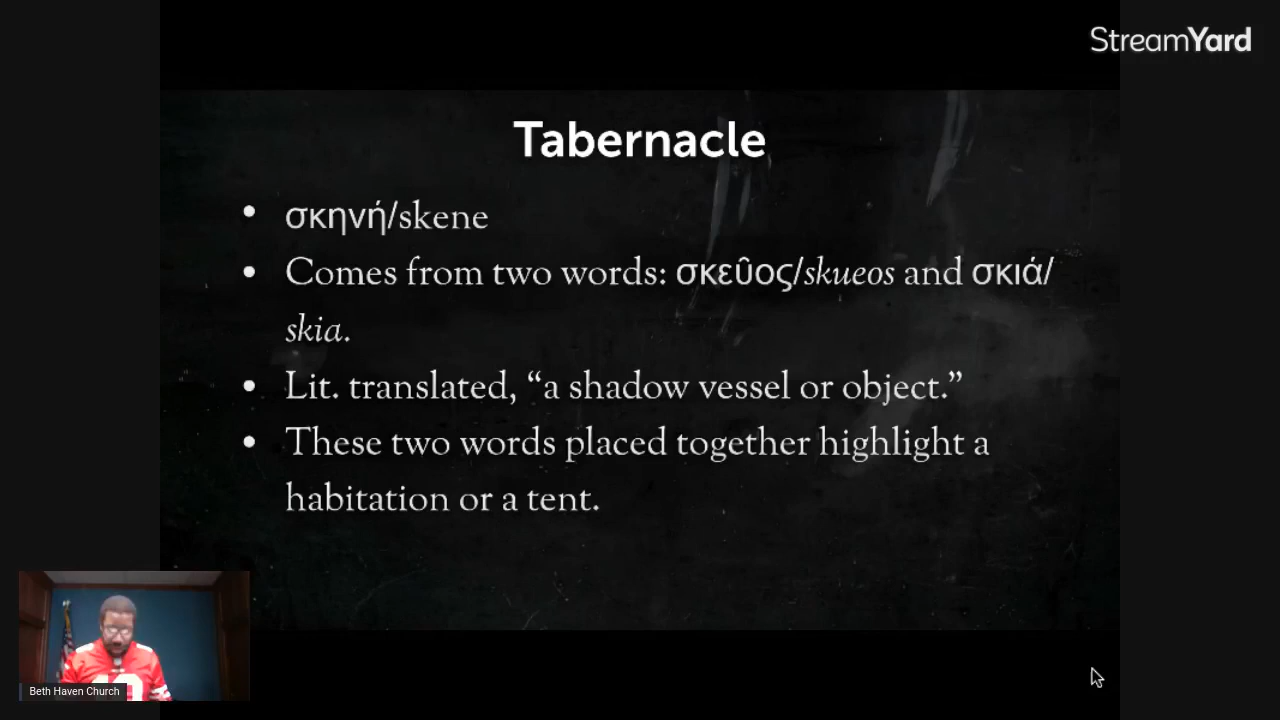 StreamYard
Tabernacle
• σκηνή/skene
• Comes from two words: σκεῦος/skueos and σκιά/
skia.
• Lit. translated, “a shadow vessel or object.”
• These two words placed together highlight a
habitation or a tent.
Beth Haven Church